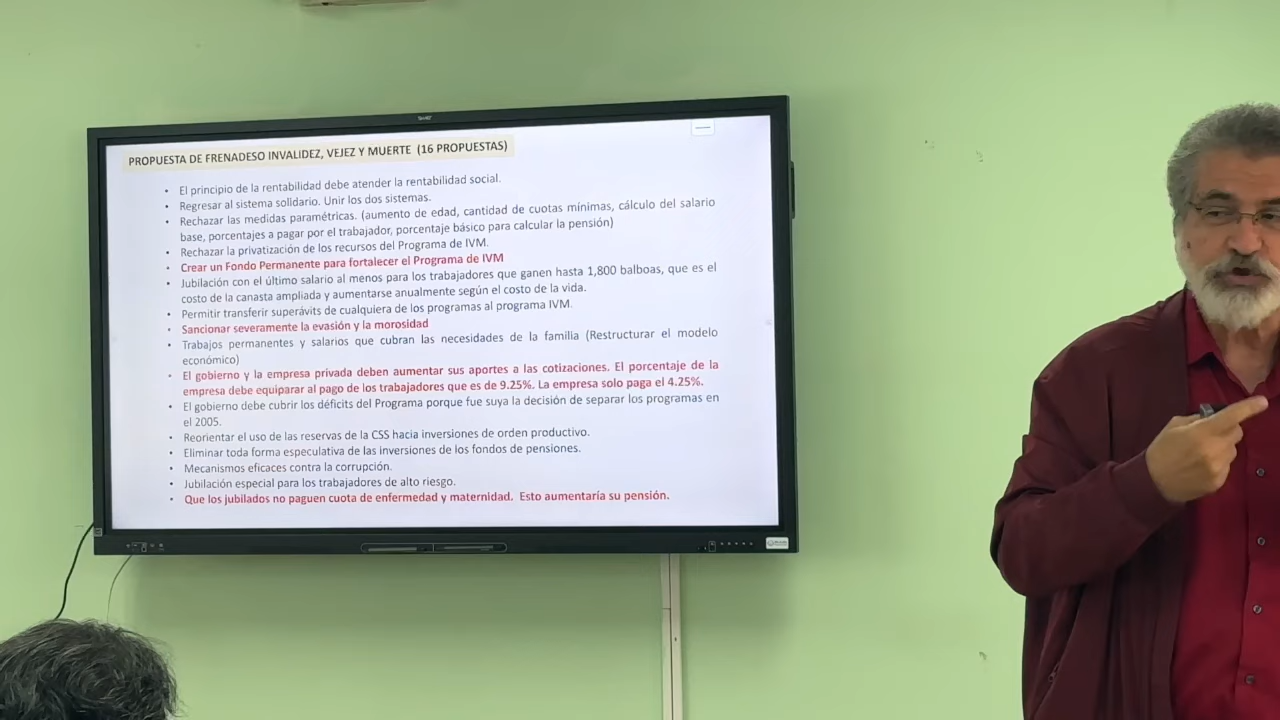 PROPUESTA DE FRENADESO INVALIDEZ, VEJEZ Y MUERTE (16 PROPUESTAS)
• El principio de la rentabilidad debe atender la rentabilidad social.
• Regresar al sistema solidario. Unir los dos sistemas.
• Rechazar las medidas paramétricas. (aumento de edad, cantidad de cuotas mínimas, cálculo del salario
base, porcentajes a pagar por el trabajador, porcentaje básico para calcular la pensión)
• Rechazar la privatización de los recursos del Programa de IVM.
• Crear un Fondo Permanente para fortalecer el Programa de IVM
• Jubilación con el último salario al menos para los trabajadores que ganen hasta 1,800 balboas, que es el
costo de la canasta ampliada y aumentarse anualmente según el costo de la vida.
• Permitir transferir superávits de cualquiera de los programas al programa IVM.
• Sancionar severamente la evasión y la morosidad
• Trabajos permanentes y salarios que cubran las necesidades de la familia (Restructurar el modelo
económico)
• El gobierno y la empresa privada deben aumentar sus aportes a las cotizaciones. El porcentaje de la
empresa debe equiparar al pago de los trabajadores que es de 9.25%. La empresa solo paga el 4.25%.
• El gobierno debe cubrir los déficits del Programa porque fue suya la decisión de separar los programas en
el 2005.
• Reorientar el uso de las reservas de la CSS hacia inversiones de orden productivo.
• Eliminar toda forma especulativa de las inversiones de los fondos de pensiones.
• Mecanismos eficaces contra la corrupción.
• Jubilación especial para los trabajadores de alto riesgo.
• Que los jubilados no paguen cuota de enfermedad y maternidad. Esto aumentaría su pensión.